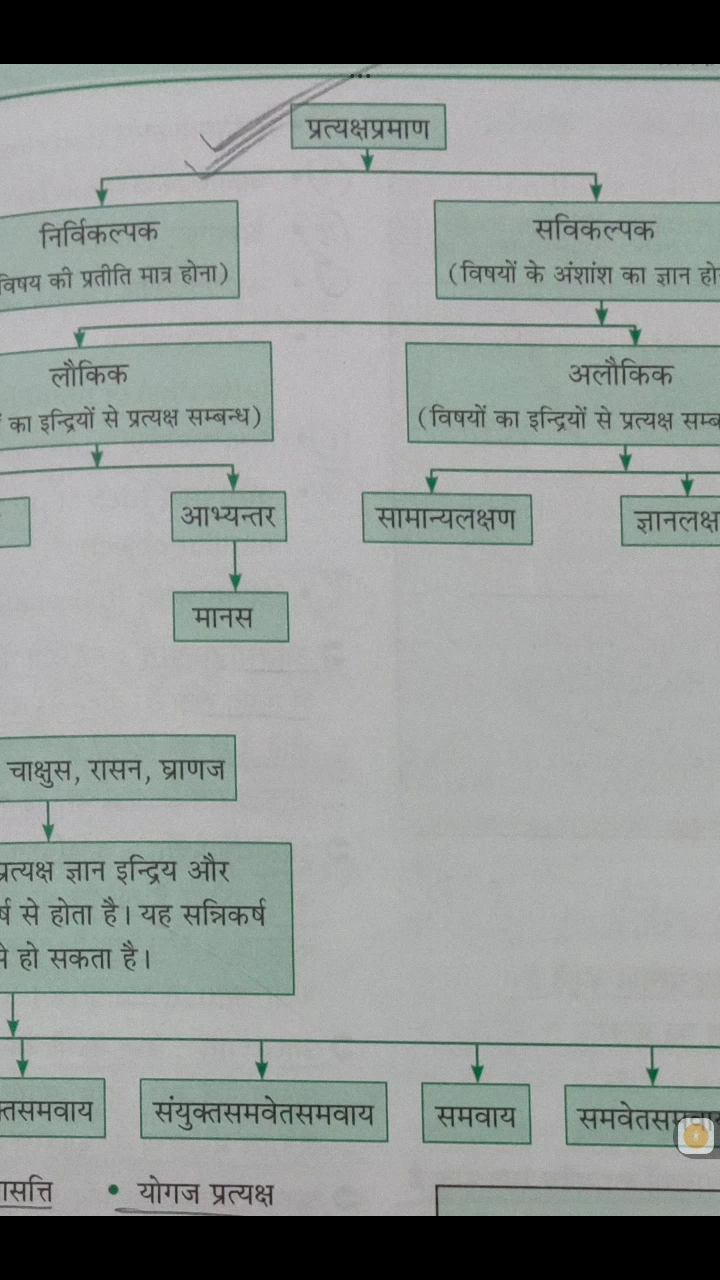 प्रत्यक्षप्रमाण
निर्विकल्पक
विषय की प्रतीति मात्र होना)
सविकल्पक
(विषयों के अंशांश का ज्ञान हो
लौकिक
का इन्द्रियों से प्रत्यक्ष सम्बन्ध)
अलौकिक
(विषयों का इन्द्रियों से प्रत्यक्ष सम्ब
आभ्यन्तर
सामान्यलक्षण
ज्ञानलक्ष
मानस
चाक्षुस, रासन, घ्राणज
प्रत्यक्ष ज्ञान इन्द्रिय और
र्ष से होता है। यह सन्निकर्ष
से हो सकता है।
क्तसमवाय
संयुक्तसमवेतसमवाय
समवाय
समवेतसमवाय
ासत्ति • योगज प्रत्यक्ष